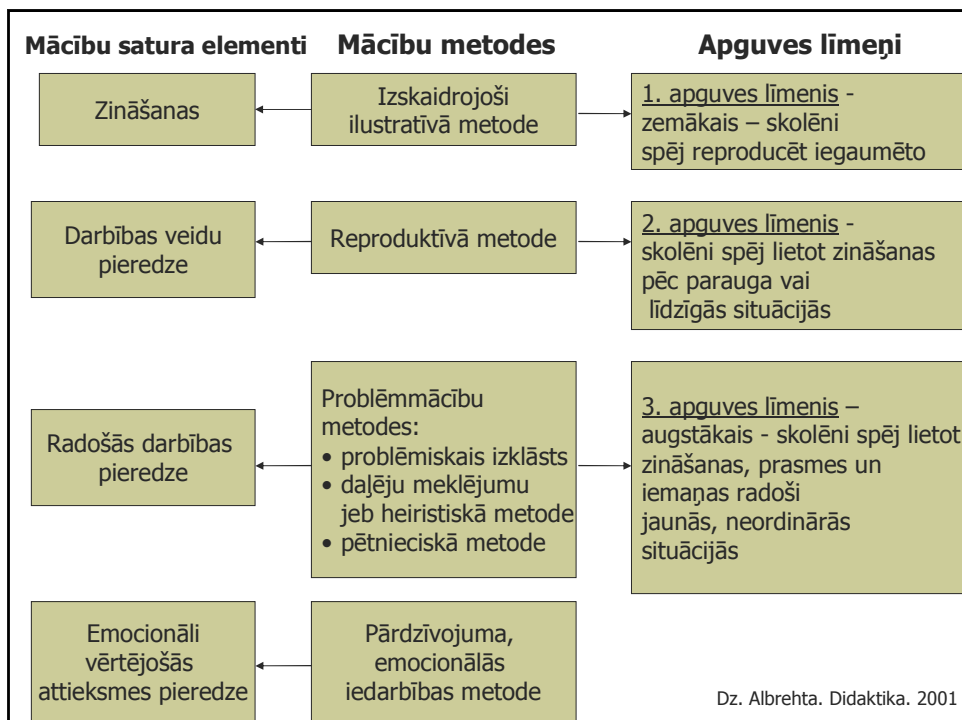 Mācību satura elementi
Mācību metodes
Apguves līmeņi
Zināšanas
Izskaidrojoši
ilustratīvā metode
1. apguves līmenis -
zemākais – skolēni
spēj reproducēt iegaumēto
Darbības veidu
pieredze
Reproduktīvā metode
2. apguves līmenis -
skolēni spēj lietot zināšanas
pēc parauga vai
līdzīgās situācijās
Radošās darbības
pieredze
Problēmmācību
metodes:
• problēmiskais izklāsts
• daļēju meklējumu
jeb heiristiskā metode
• pētnieciskā metode
3. apguves līmenis –
augstākais - skolēni spēj lietot
zināšanas, prasmes un
iemaņas radoši
jaunās, neordinārās
situācijās
Emocionāli
vērtējošās
attieksmes pieredze
Pārdzīvojuma,
emocionālās
iedarbības metode
Dz. Albrehta. Didaktika. 2001